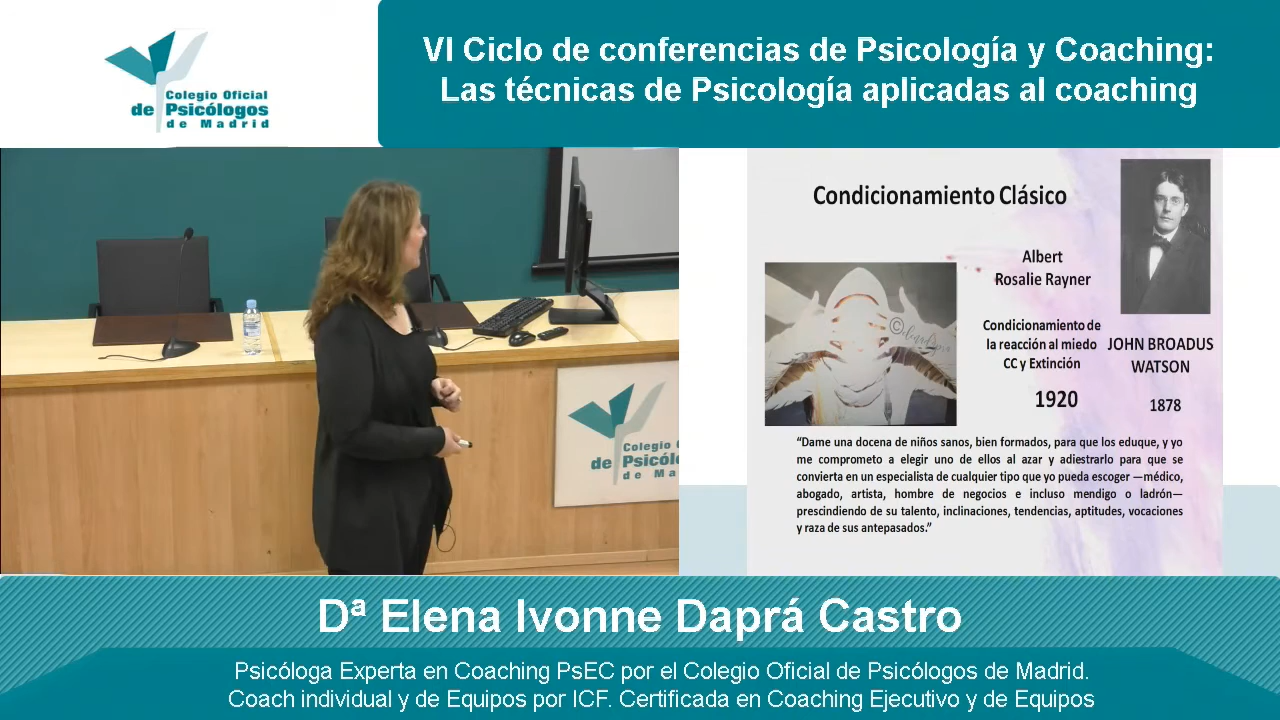 VI Ciclo de conferencias de Psicología y Coaching:
Las técnicas de Psicología aplicadas al coaching
Colegio Oficial
de Psicólogos
de Madrid
Condicionamiento Clásico
Albert
Rosalie Rayner
Condicionamiento de
la reacción al miedo
CC y Extinción
1920
JOHN BROADUS
WATSON
1878
“Dame una docena de niños sanos, bien formados, para que los eduque, y yo
me comprometo a elegir uno de ellos al azar y adiestrarlo para que se
convierta en un especialista de cualquier tipo que yo pueda escoger —médico,
abogado, artista, hombre de negocios e incluso mendigo o ladrón—
prescindiendo de su talento, inclinaciones, tendencias, aptitudes, vocaciones
y raza de sus antepasados.”
Colegio O
de Psicólo
de Ma
Dª Elena Ivonne Daprá Castro
Psicóloga Experta en Coaching PsEC por el Colegio Oficial de Psicólogos de Madrid.
Coach individual y de Equipos por ICF. Certificada en Coaching Ejecutivo y de Equipos